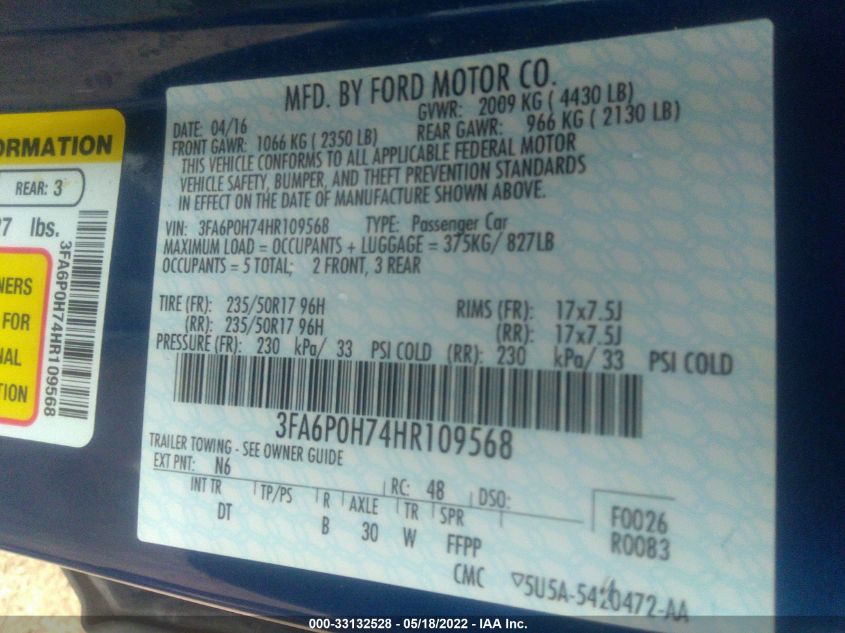 MFD. BY FORD MOTOR CO.
DATE: 04/16 GVWR: 2009 KG ( 4430 LB)
FRONT GAWR: 1066 KG ( 2350 LB) REAR GAWR: 966 KG ( 2130 LB)
THIS VEHICLE CONFORMS TO ALL APPLICABLE FEDERAL MOTOR
VEHICLE SAFETY, BUMPER, AND THEFT PREVENTION STANDARDS
IN EFFECT ON THE DATE OF MANUFACTURE SHOWN ABOVE.
VIN: 3FA6P0H74HR109568 TYPE: Passenger Car
MAXIMUM LOAD = OCCUPANTS + LUGGAGE = 375KG/ 827LB
OCCUPANTS = 5 TOTAL; 2 FRONT, 3 REAR
TIRE (FR): 235/50R17 96H RIMS (FR): 17x7.5J
(RR): 235/50R17 96H (RR): 17x7.5J
PRESSURE (FR): 230 kPa/ 33 PSI COLD (RR): 230 kPa/ 33 PSI COLD
3FA6P0H74HR109568
TRAILER TOWING - SEE OWNER GUIDE
EXT PNT: N6 RC: 48 DSO:
INT TR TP/PS R AXLE TR SPR F0026
DT B 30 W FFPP R0083
CMC ▽5U5A-5420472-AA
ORMATION
REAR: 3
27 lbs.
NERS
FOR
NAL
TION
3FA6P0H74HR109568
000-33132528 - 05/18/2022 - IAA Inc.